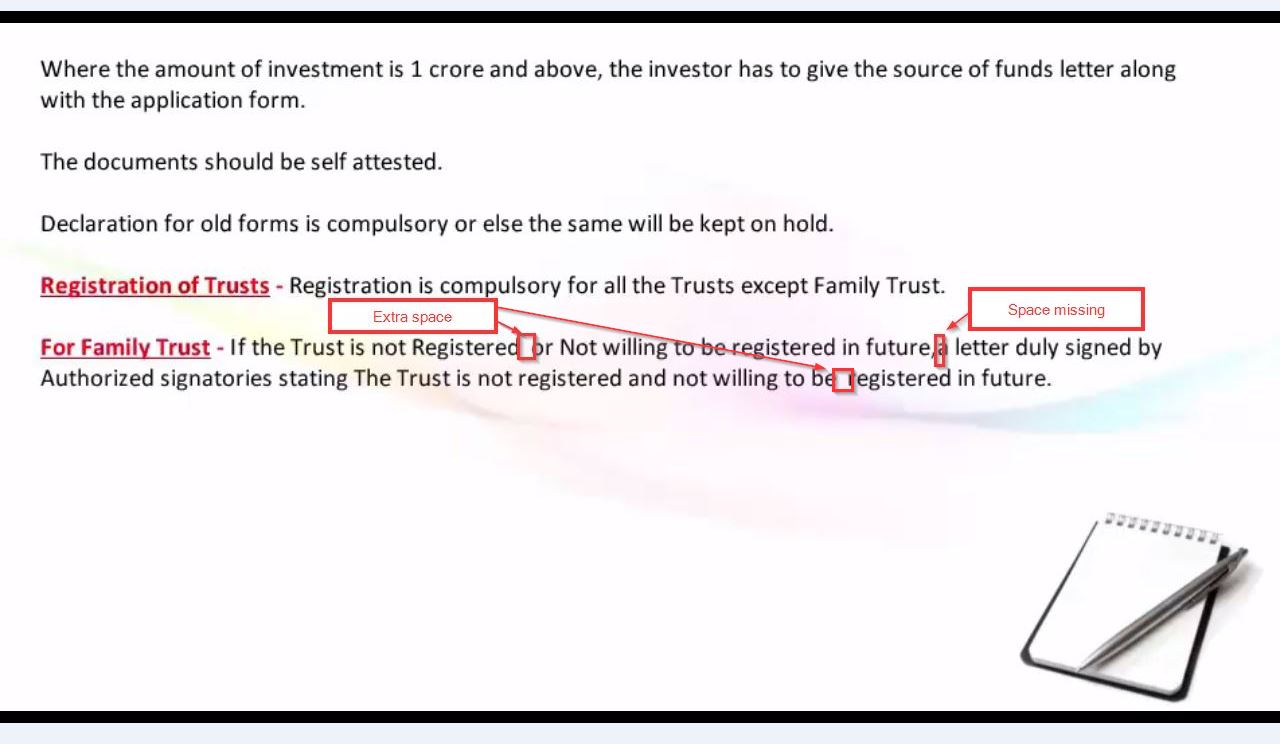 Where the amount of investment is 1 crore and above, the investor has to give the source of funds letter along
with the application form.
The documents should be self attested.
Declaration for old forms is compulsory or else the same will be kept on hold.
Registration of Trusts - Registration is compulsory for all the Trusts except Family Trust.
Extra space
Space missing
For Family Trust - If the Trust is not Registered  or Not willing to be registered in future,a letter duly signed by
Authorized signatories stating The Trust is not registered and not willing to be  registered in future.